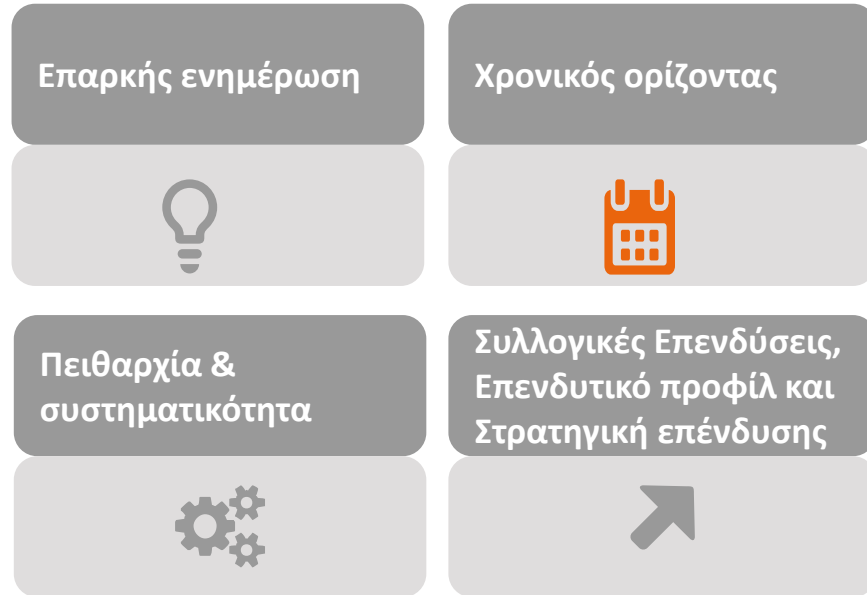 Επαρκής ενημέρωση
Χρονικός ορίζοντας
Πειθαρχία &
συστηματικότητα
Συλλογικές Επενδύσεις,
Επενδυτικό προφίλ και
Στρατηγική επένδυσης